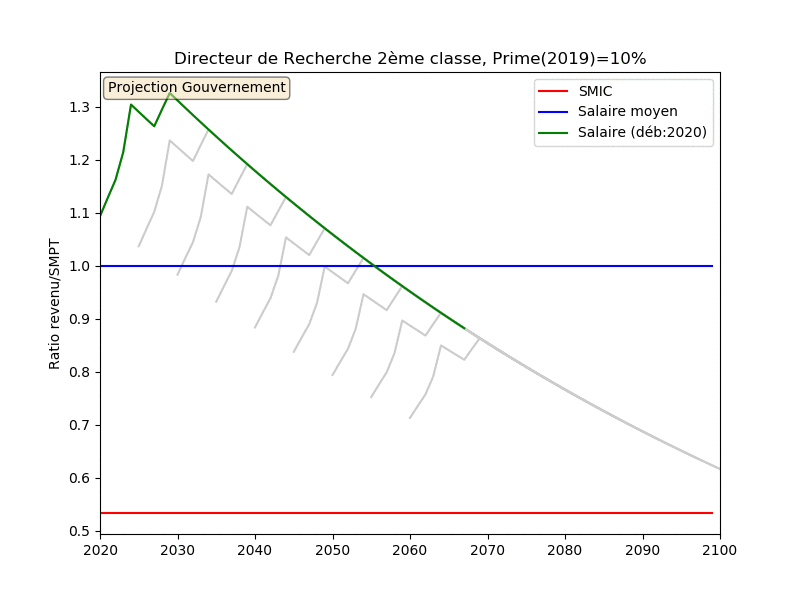 Directeur de Recherche 2ème classe, Prime(2019)=10%
Projection Gouvernement
SMIC
Salaire moyen
Salaire (déb:2020)
Ratio revenu/SMPT
1.3
1.2
1.1
1.0
0.9
0.8
0.7
0.6
0.5
2020 2030 2040 2050 2060 2070 2080 2090 2100